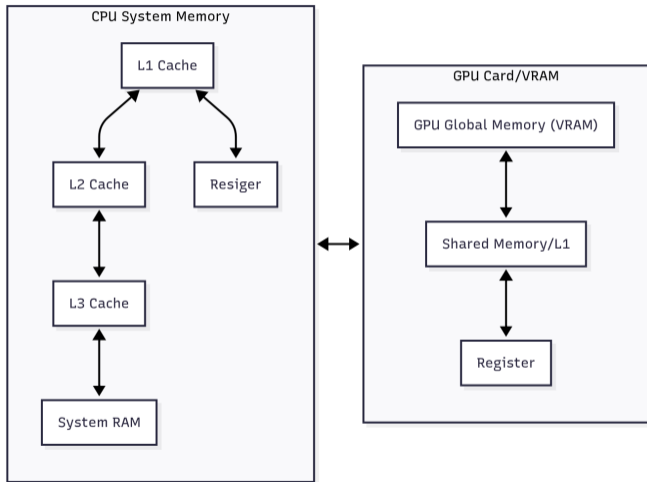 CPU System Memory
L1 Cache
L2 Cache
Resiger
L3 Cache
System RAM
GPU Card/VRAM
GPU Global Memory (VRAM)
Shared Memory/L1
Register